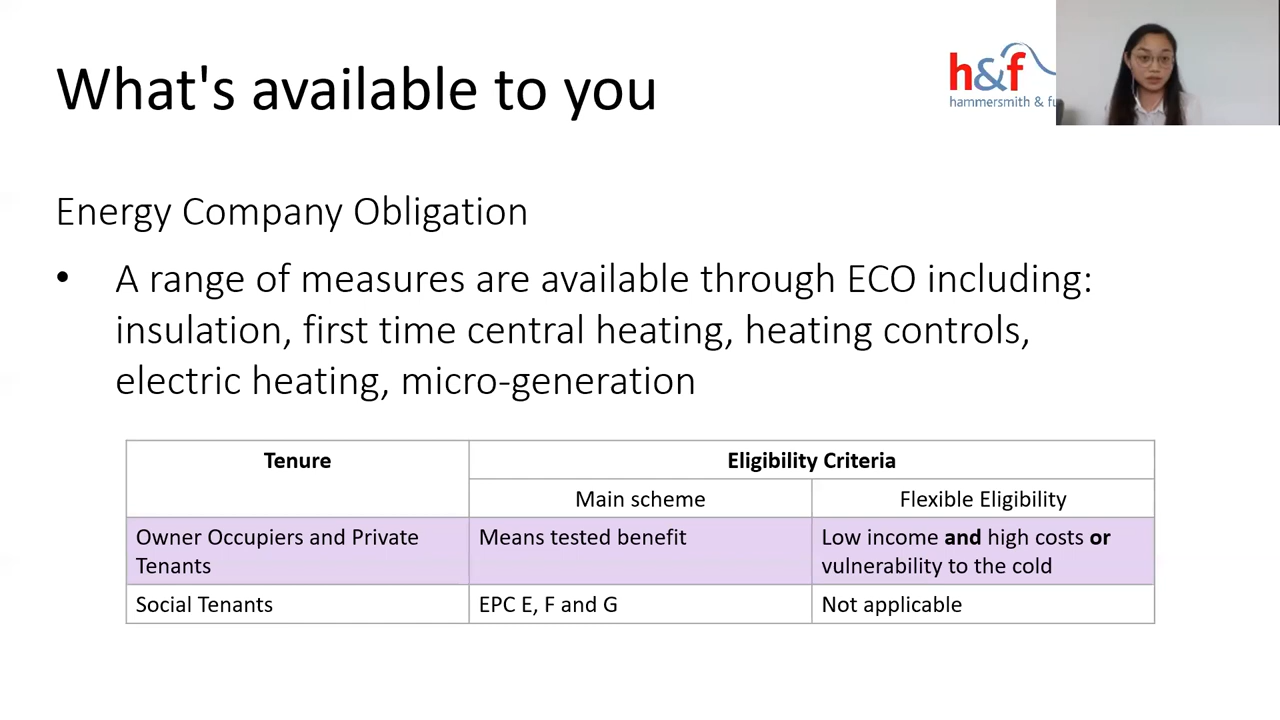 What's available to you
h&f
hammersmith & fu
Energy Company Obligation
• A range of measures are available through ECO including:
insulation, first time central heating, heating controls,
electric heating, micro-generation
Tenure
Eligibility Criteria
Main scheme
Flexible Eligibility
Owner Occupiers and Private
Tenants
Means tested benefit
Low income and high costs or
vulnerability to the cold
Social Tenants
EPC E, F and G
Not applicable